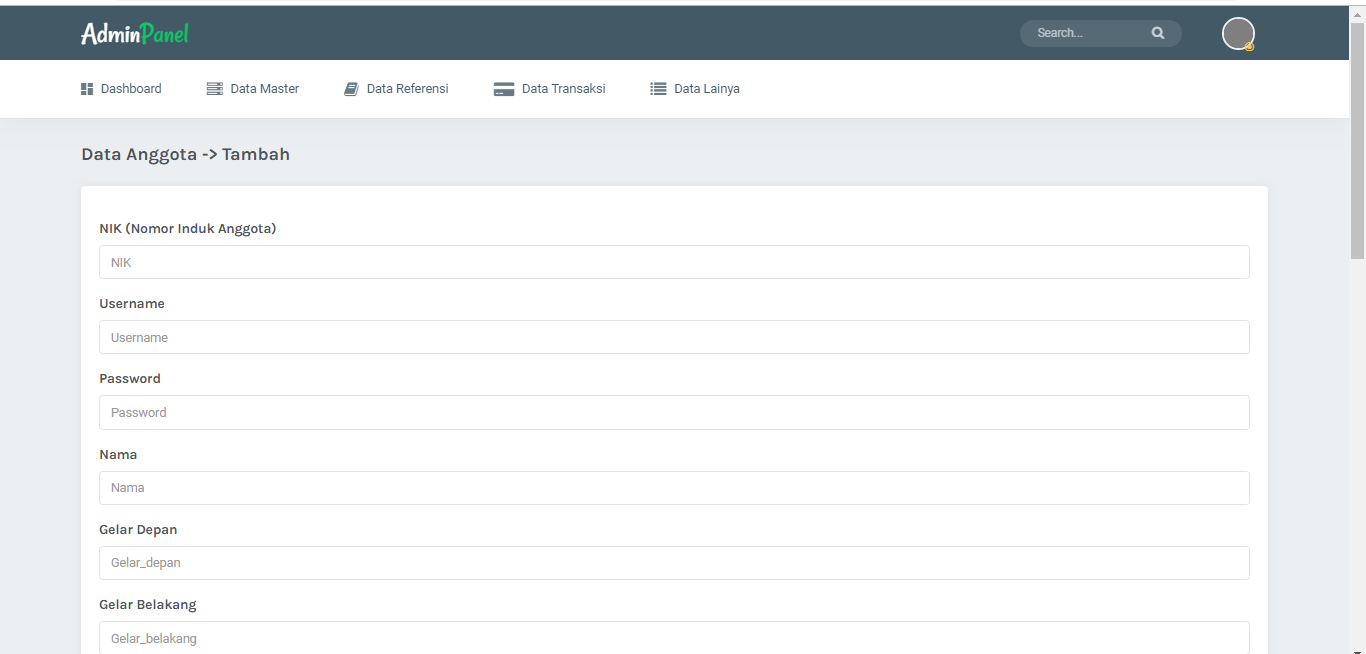 AdminPanel
Search...
Dashboard Data Master Data Referensi Data Transaksi Data Lainya
Data Anggota -> Tambah
NIK (Nomor Induk Anggota)
NIK
Username
Username
Password
Password
Nama
Nama
Gelar Depan
Gelar_depan
Gelar Belakang
Gelar_belakang